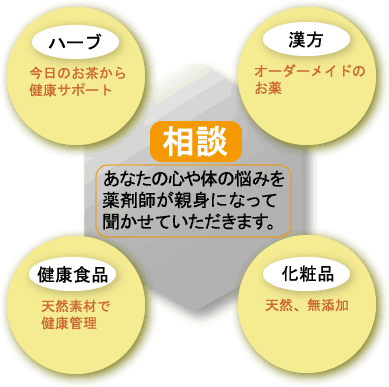 ハーブ
今日のお茶から
健康サポート
漢方
オーダーメイドの
お薬
相談
あなたの心や体の悩みを
薬剤師が親身になって
聞かせていただきます。
健康食品
天然素材で
健康管理
化粧品
天然、無添加